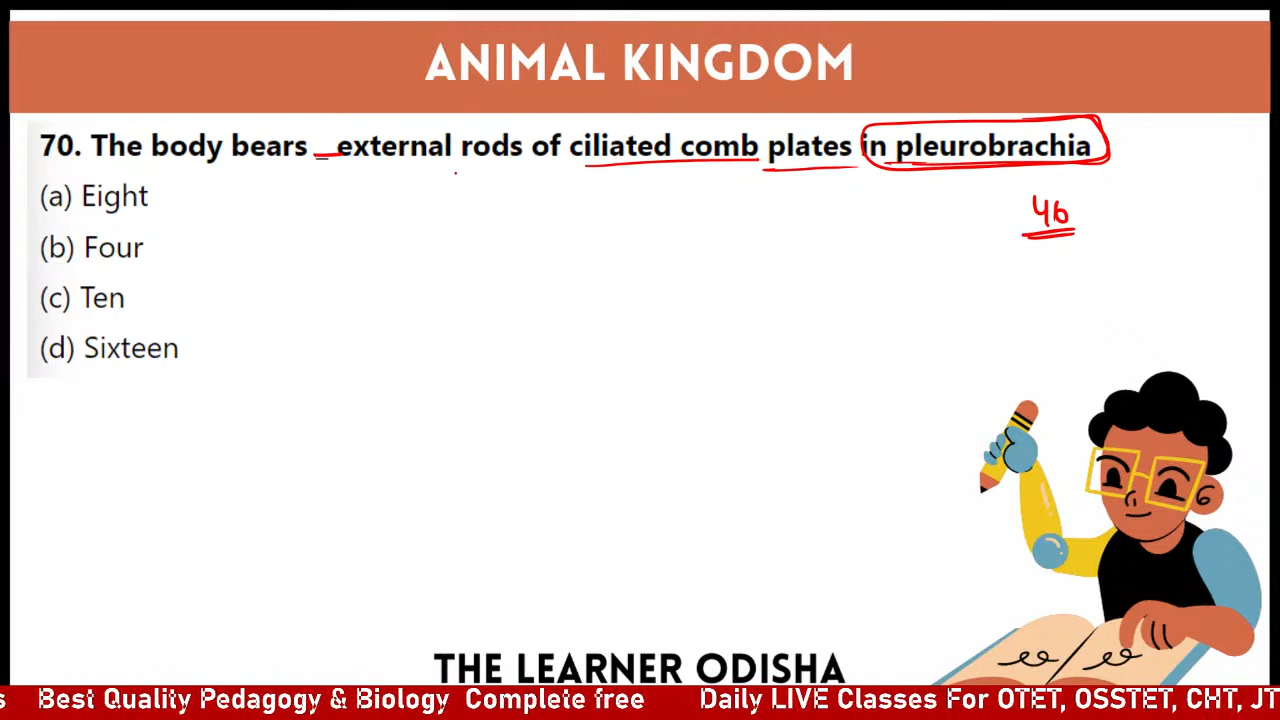 ANIMAL KINGDOM
70. The body bears _ external rods of ciliated comb plates in pleurobrachia
(a) Eight
46
(b) Four
(c) Ten
(d) Sixteen
THE LEARNER ODISHA
s Best Quality Pedagogy & Biology Complete free Daily LIVE Classes For OTET, OSSTET, CHT, JT